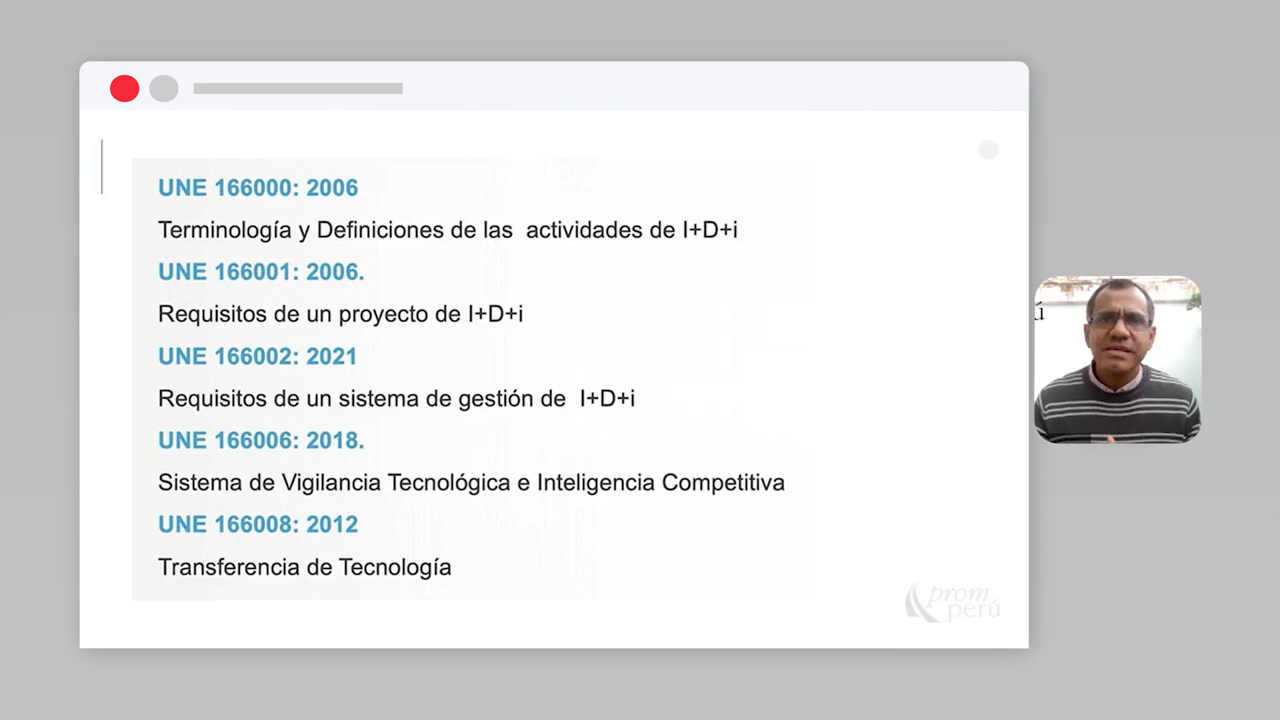 UNE 166000: 2006
Terminología y Definiciones de las actividades de I+D+i
UNE 166001: 2006.
Requisitos de un proyecto de I+D+i
UNE 166002: 2021
Requisitos de un sistema de gestión de I+D+i
UNE 166006: 2018.
Sistema de Vigilancia Tecnológica e Inteligencia Competitiva
UNE 166008: 2012
Transferencia de Tecnología
prom
perú
ú